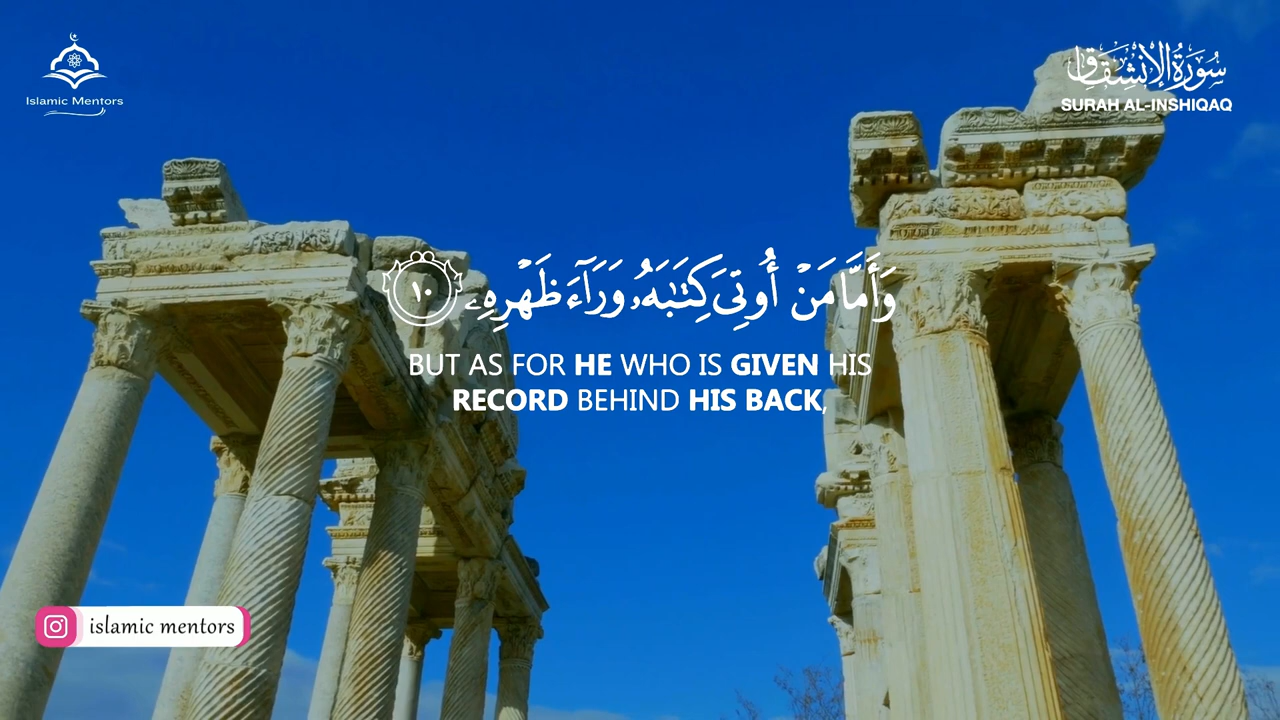 Islamic Mentors
سُورَةُ الإِنْشِقَاقِ
SURAH AL-INSHIQAQ
وَأَمَّا مَنْ أُوتِىَ كِتَٰبَهُۥ وَرَآءَ ظَهْرِهِۦ ١٠
BUT AS FOR HE WHO IS GIVEN HIS
RECORD BEHIND HIS BACK,
islamic mentors